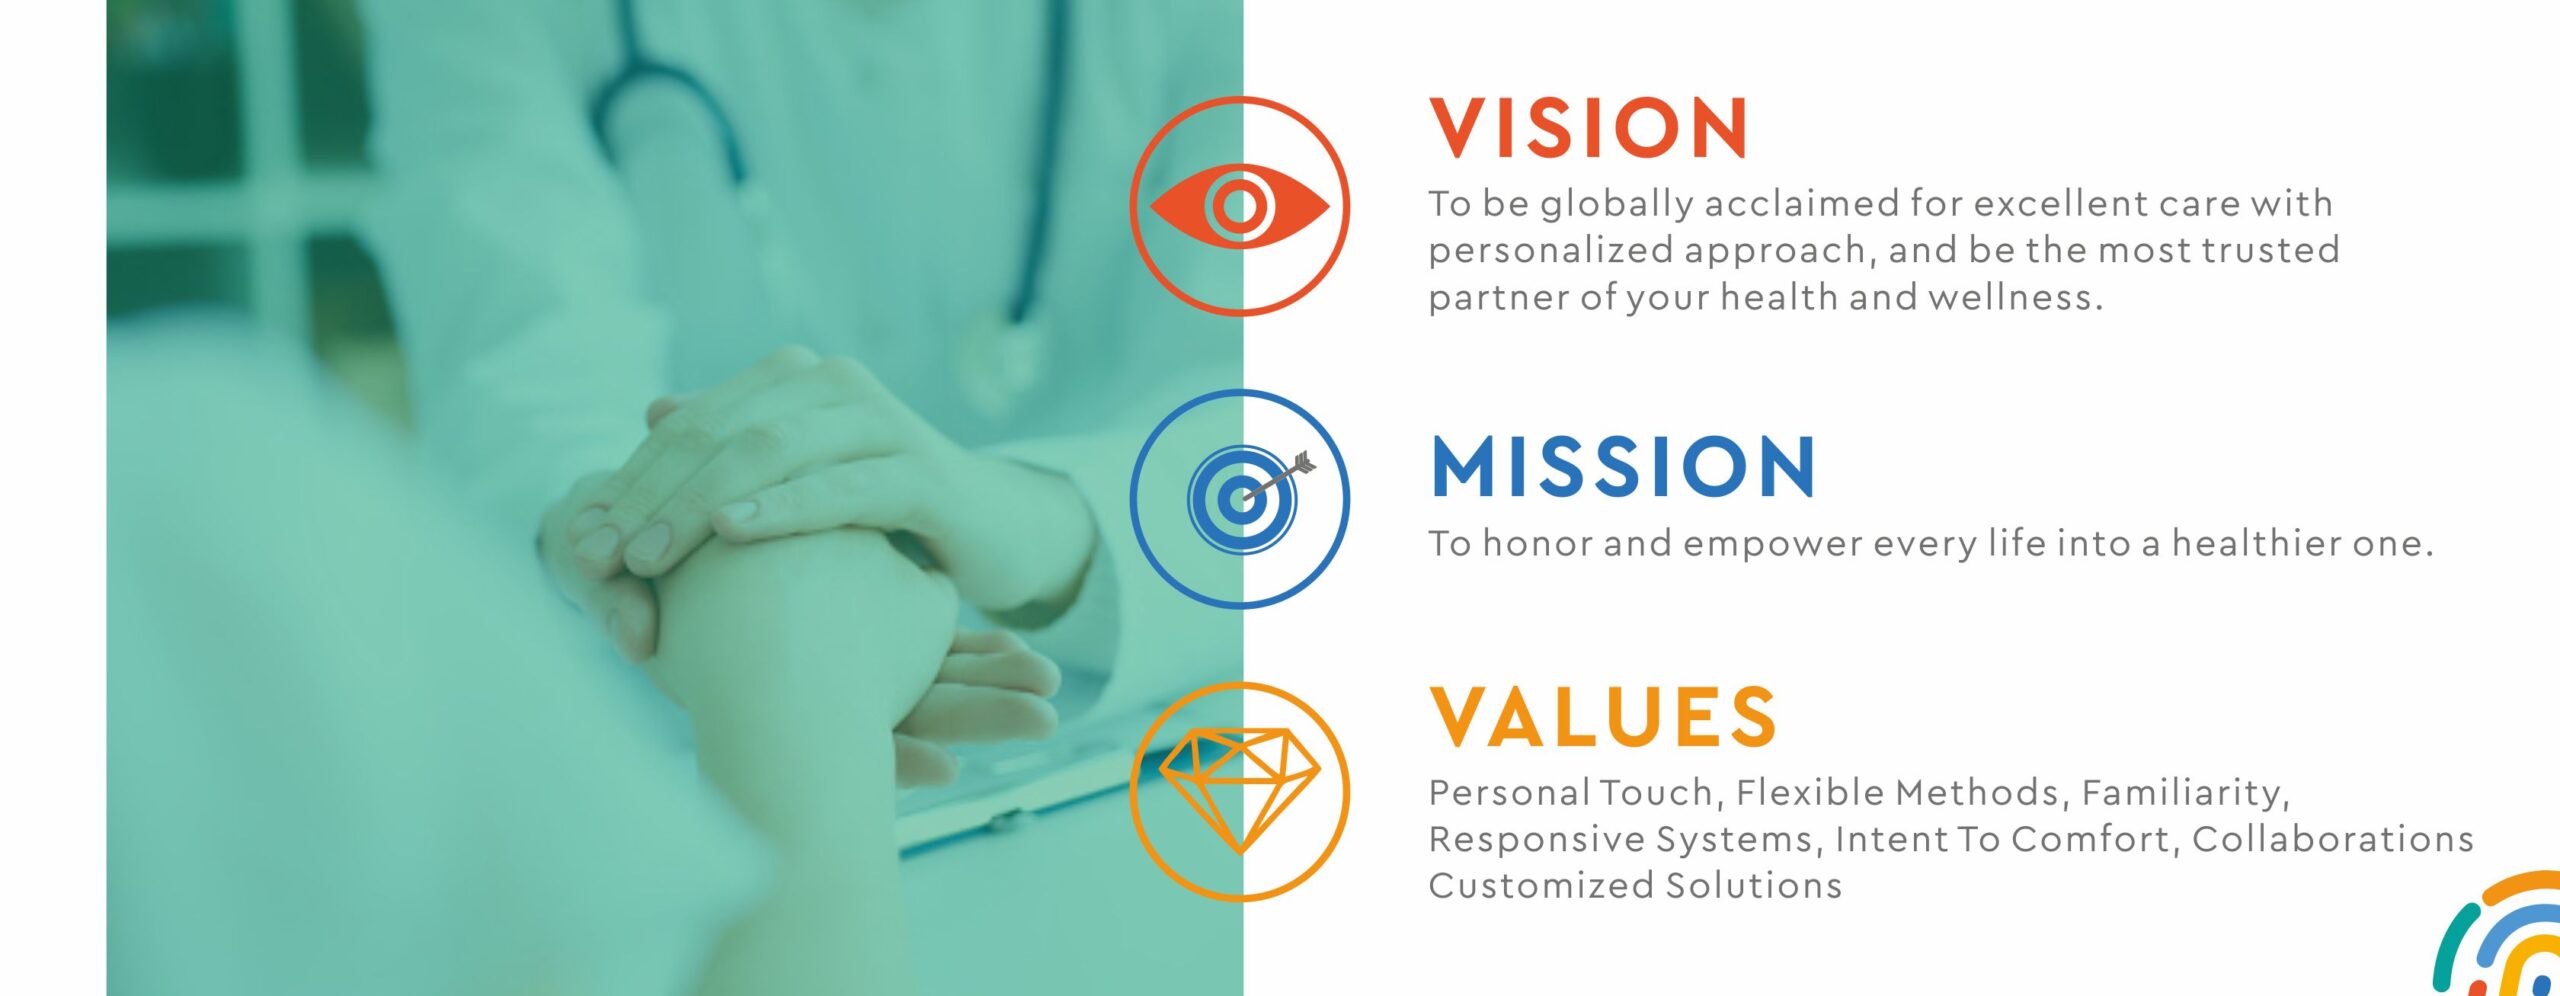 VISION
To be globally acclaimed for excellent care with
personalized approach, and be the most trusted
partner of your health and wellness.
MISSION
To honor and empower every life into a healthier one.
VALUES
Personal Touch, Flexible Methods, Familiarity,
Responsive Systems, Intent To Comfort, Collaborations
Customized Solutions